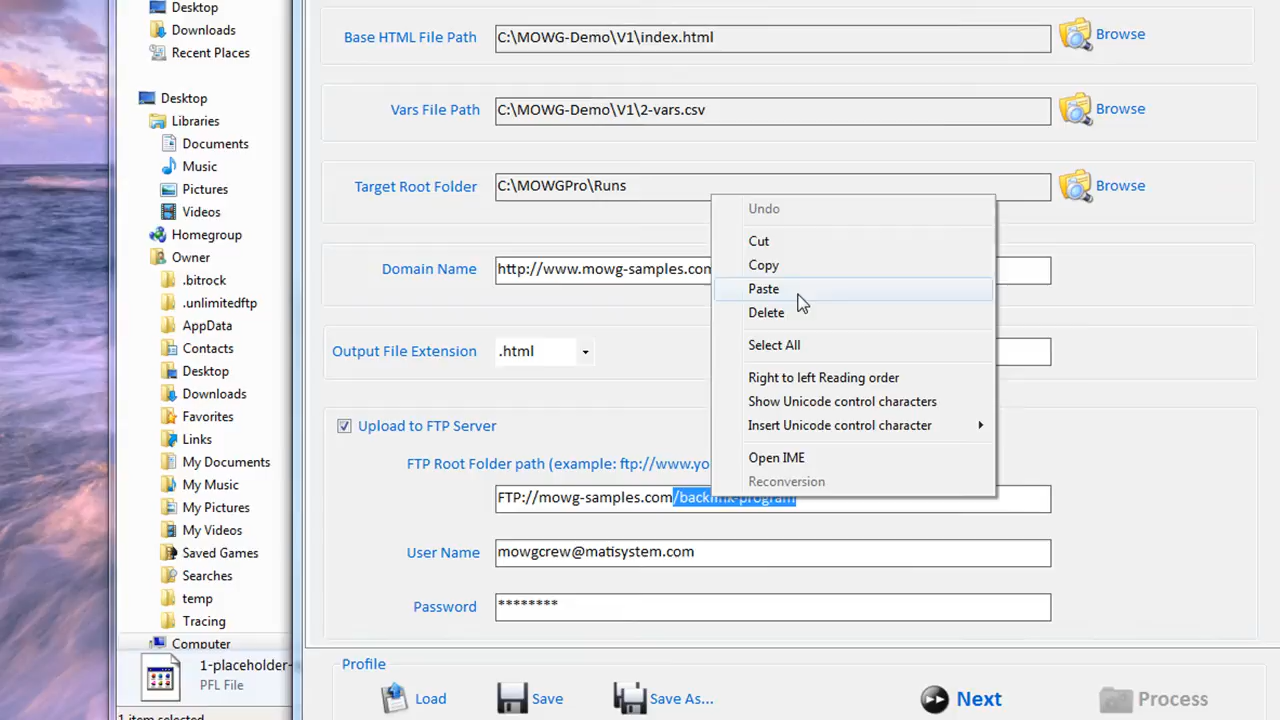 Desktop
Downloads
Recent Places
Desktop
Libraries
Documents
Music
Pictures
Videos
Homegroup
Owner
.bitrock
.unlimitedftp
AppData
Contacts
Desktop
Downloads
Favorites
Links
My Documents
My Music
My Pictures
My Videos
Saved Games
Searches
temp
Tracing
Computer
1-placeholder-
PFL File
1 item selected
Base HTML File Path C:\MOWG-Demo\V1\index.html Browse
Vars File Path C:\MOWG-Demo\V1\2-vars.csv Browse
Target Root Folder C:\MOWGPro\Runs Browse
Domain Name http://www.mowg-samples.com
Output File Extension .html
Upload to FTP Server
FTP Root Folder path (example: ftp://www.yo
FTP://mowg-samples.com/backlink-program
User Name mowgcrew@matisystem.com
Password ********
Undo
Cut
Copy
Paste
Delete
Select All
Right to left Reading order
Show Unicode control characters
Insert Unicode control character
Open IME
Reconversion
Profile
Load Save Save As... Next Process